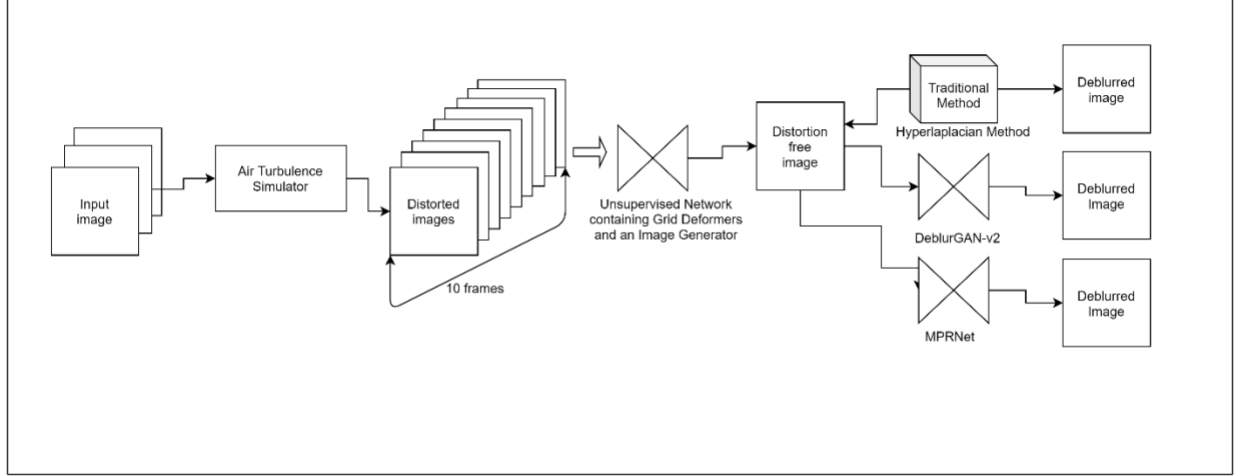 Input
image
Air Turbulence
Simulator
Distorted
images
10 frames
Unsupervised Network
containing Grid Deformers
and an Image Generator
Distortion
free
image
Traditional
Method
Hyperlaplacian Method
Deblurred
image
DeblurGAN-v2
Deblurred
Image
MPRNet
Deblurred
Image